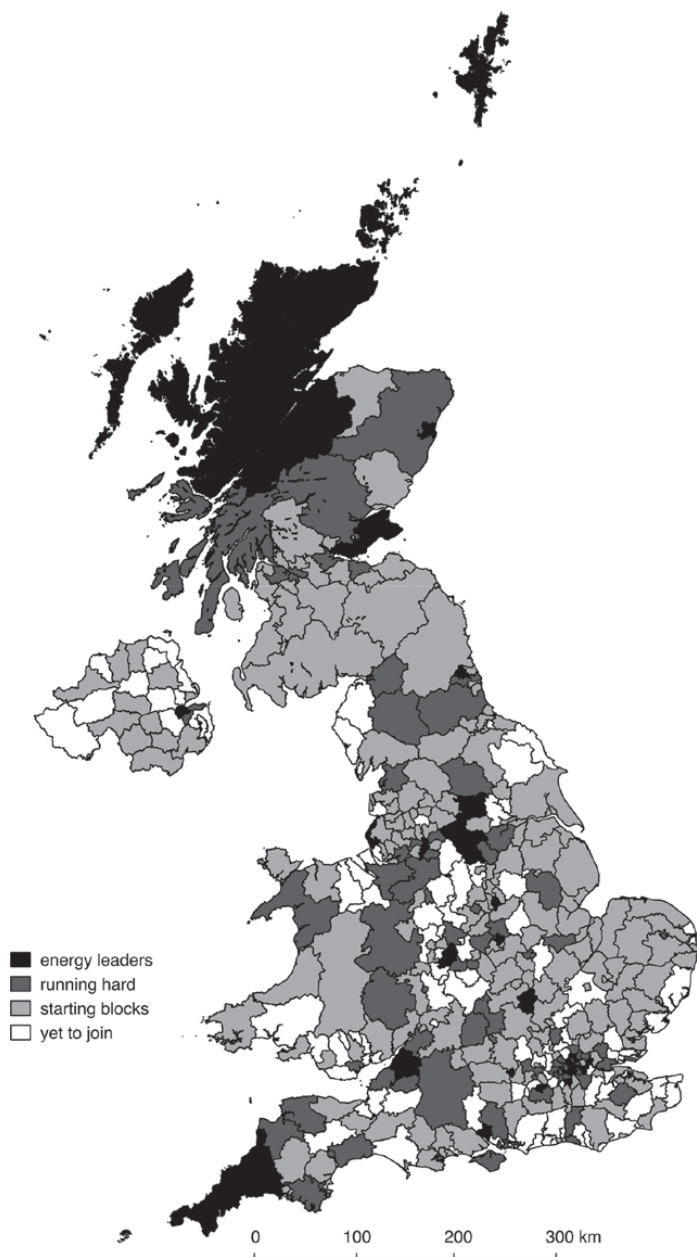 energy leaders
running hard
starting blocks
yet to join
0 100 200 300 km